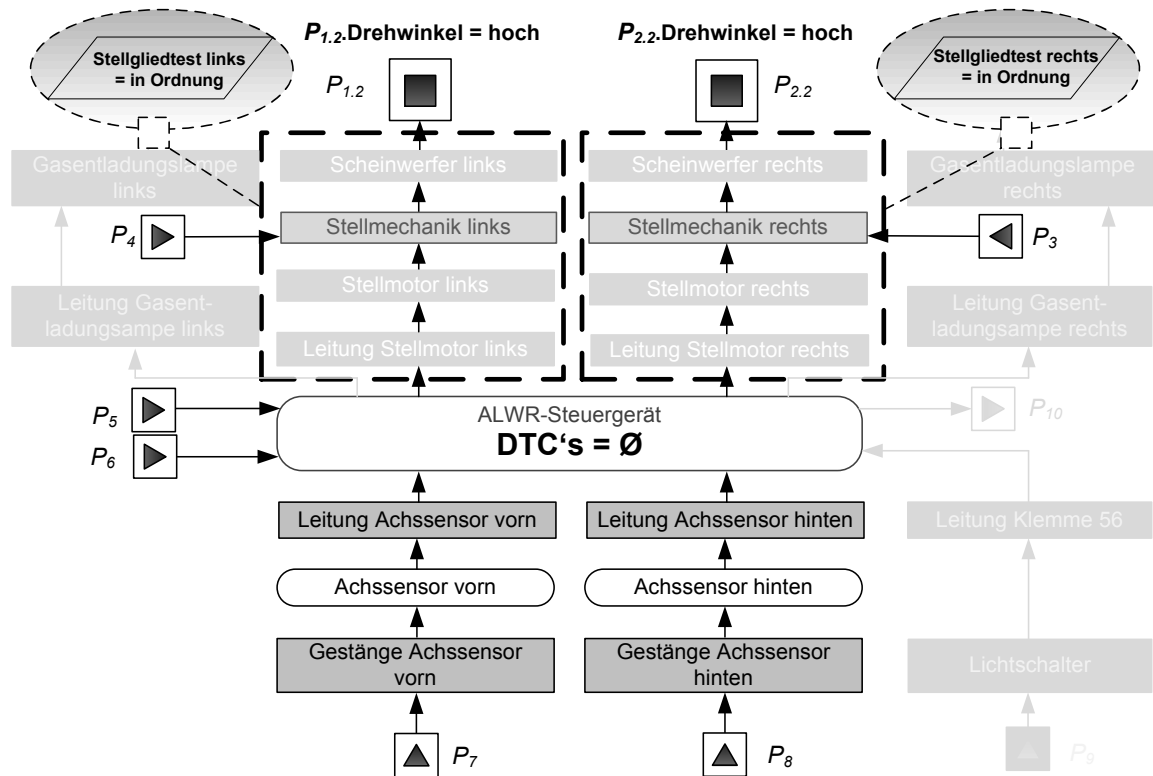 P1.2.Drehwinkel = hoch
P2.2.Drehwinkel = hoch
Stellgliedtest links
= in Ordnung
Stellgliedtest rechts
= in Ordnung
P1.2
P2.2
Gasentladungslampe
links
Scheinwerfer links
Scheinwerfer rechts
Gasentladungslampe
rechts
P4
Stellmechanik links
Stellmechanik rechts
P3
Stellmotor links
Stellmotor rechts
Leitung Gasent-
ladungsampe links
Leitung Gasent-
ladungsampe rechts
Leitung Stellmotor links
Leitung Stellmotor rechts
P5
ALWR-Steuergerät
P10
DTC‘s = Ø
P6
Leitung Achssensor vorn
Leitung Achssensor hinten
Leitung Klemme 56
Achssensor vorn
Achssensor hinten
Gestänge Achssensor
vorn
Gestänge Achssensor
hinten
Lichtschalter
P7
P8
P9